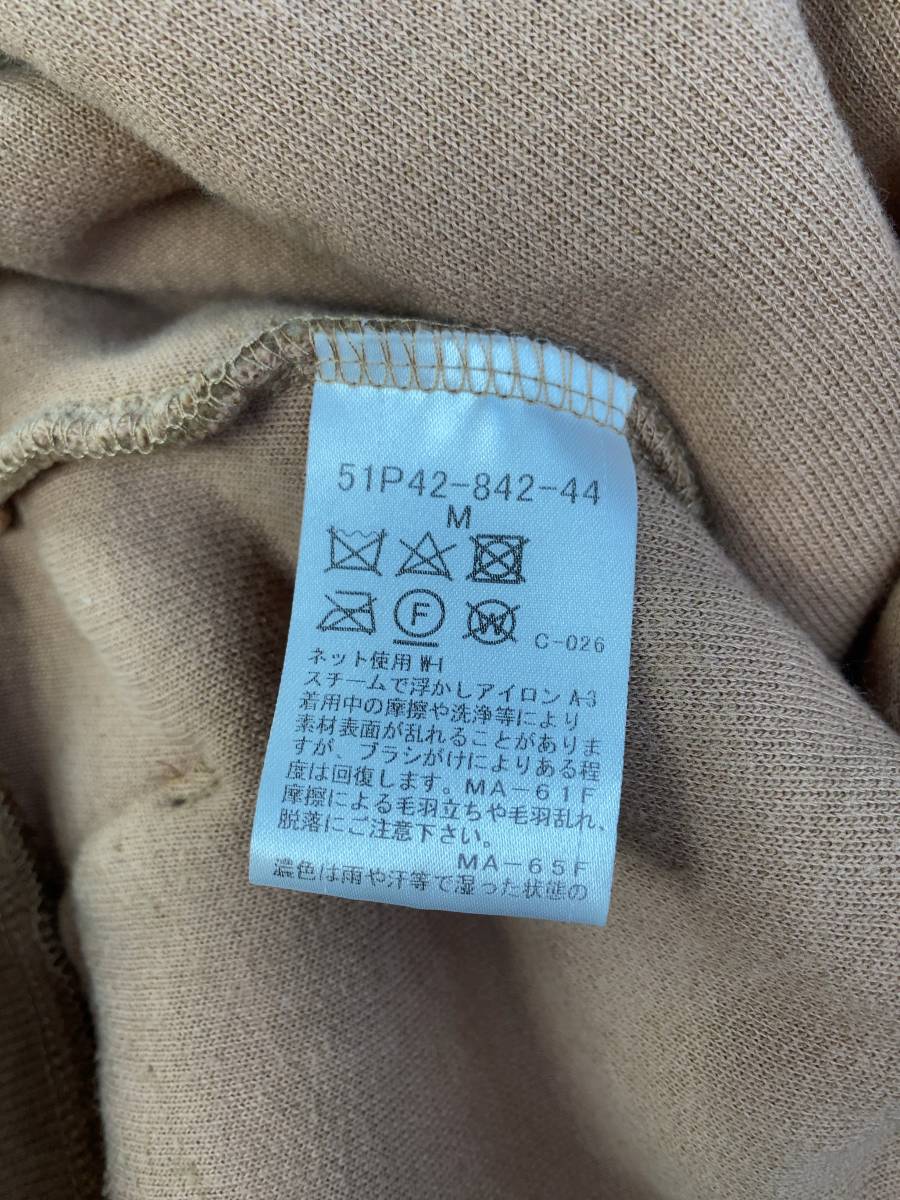 51P42-842-44
M
F
W
C-026
ネット使用 W-I
スチームで浮かしアイロン A-3
着用中の摩擦や洗浄等により
素材表面が乱れることがありま
すが、ブラシがけによりある程
度は回復します。MA-61F
摩擦による毛羽立ちや毛羽乱れ、
脱落にご注意下さい。
MA-65F
濃色は雨や汗等で湿った状態の